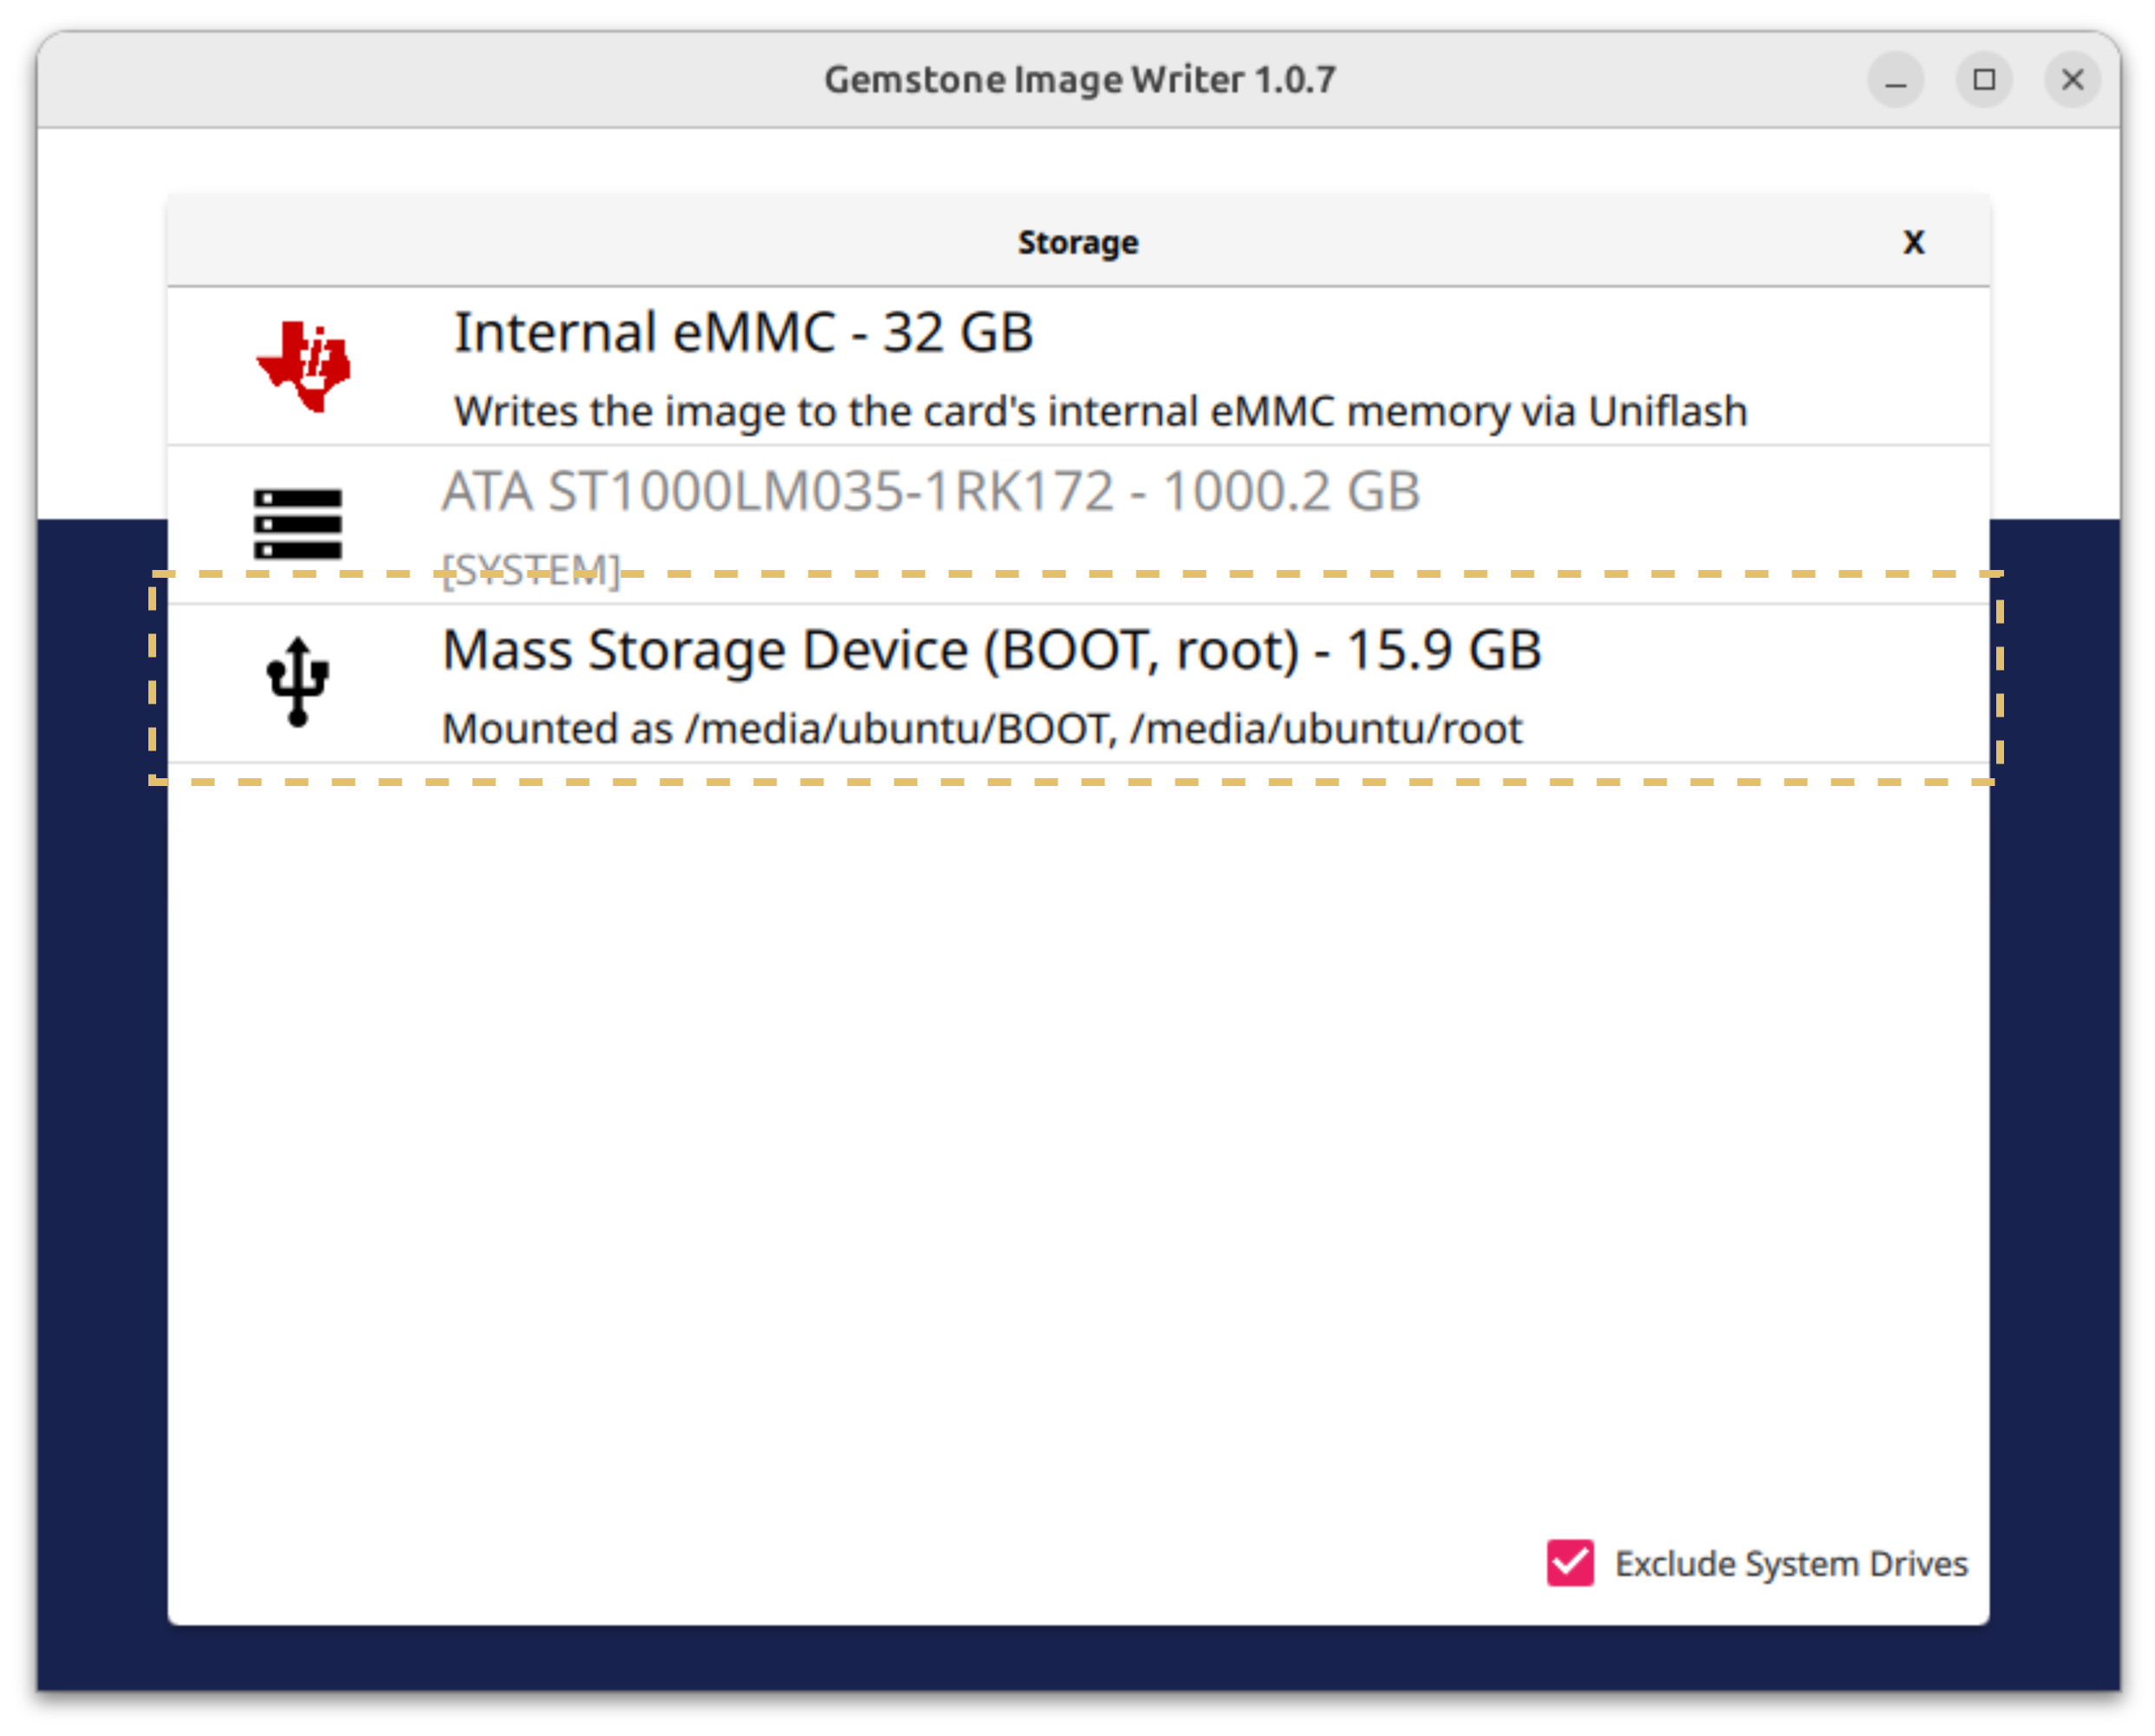 Gemstone Image Writer 1.0.7
Storage
X
Internal eMMC - 32 GB
Writes the image to the card's internal eMMC memory via Uniflash
ATA ST1000LM035-1RK172 - 1000.2 GB
[SYSTEM]
Mass Storage Device (BOOT, root) - 15.9 GB
Mounted as /media/ubuntu/BOOT, /media/ubuntu/root
Exclude System Drives